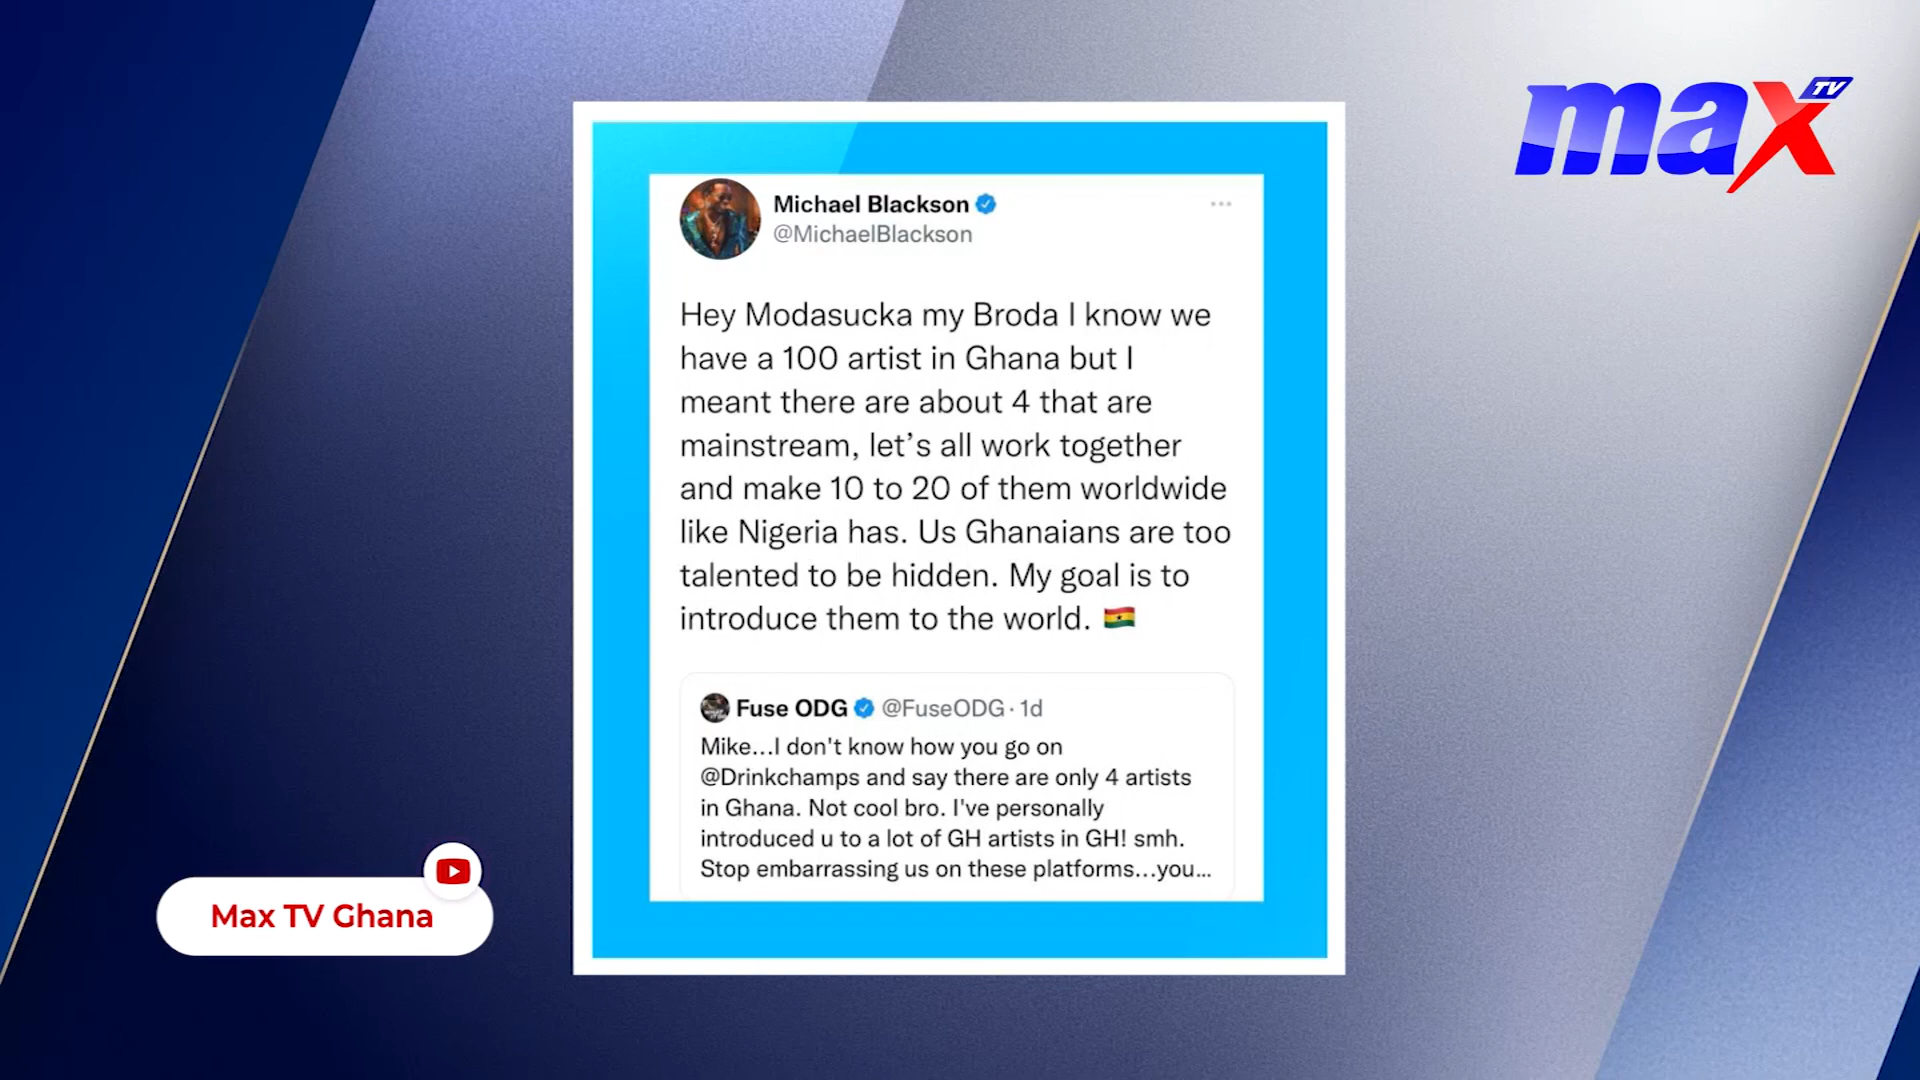 max TV
Michael Blackson
@MichaelBlackson
Hey Modasucka my Broda I know we
have a 100 artist in Ghana but I
meant there are about 4 that are
mainstream, let’s all work together
and make 10 to 20 of them worldwide
like Nigeria has. Us Ghanaians are too
talented to be hidden. My goal is to
introduce them to the world. 🇬🇭
Fuse ODG @FuseODG · 1d
Mike...I don't know how you go on
@Drinkchamps and say there are only 4 artists
in Ghana. Not cool bro. I've personally
introduced u to a lot of GH artists in GH! smh.
Stop embarrassing us on these platforms...you...
Max TV Ghana